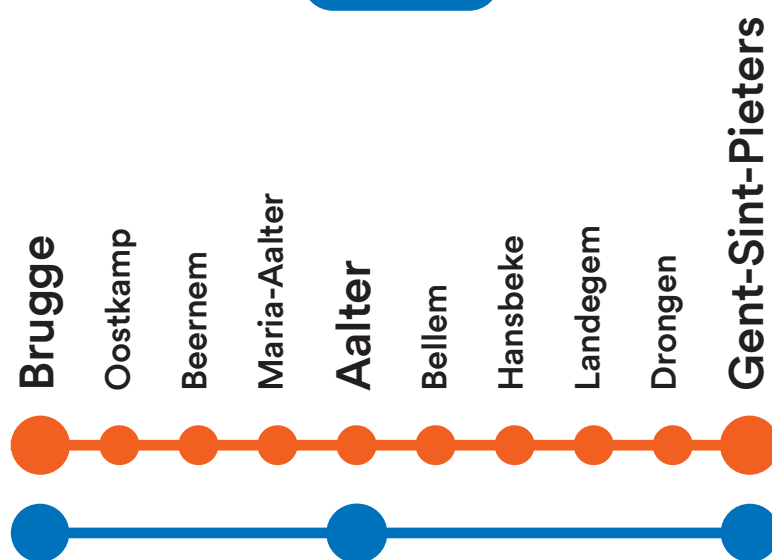 Brugge
Oostkamp
Beernem
Maria-Aalter
Aalter
Bellem
Hansbeke
Landegem
Drongen
Gent-Sint-Pieters